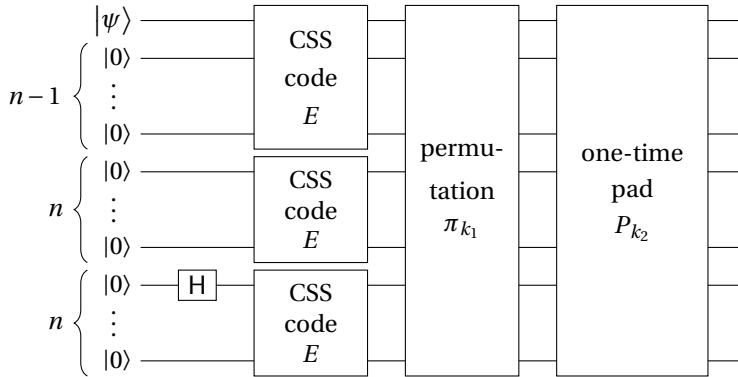 |ψ⟩
n − 1
|0⟩
⋮
|0⟩
n
|0⟩
⋮
|0⟩
n
|0⟩
⋮
|0⟩
H
CSS
code
E
CSS
code
E
CSS
code
E
permu-
tation
π_{k_1}
one-time
pad
P_{k_2}